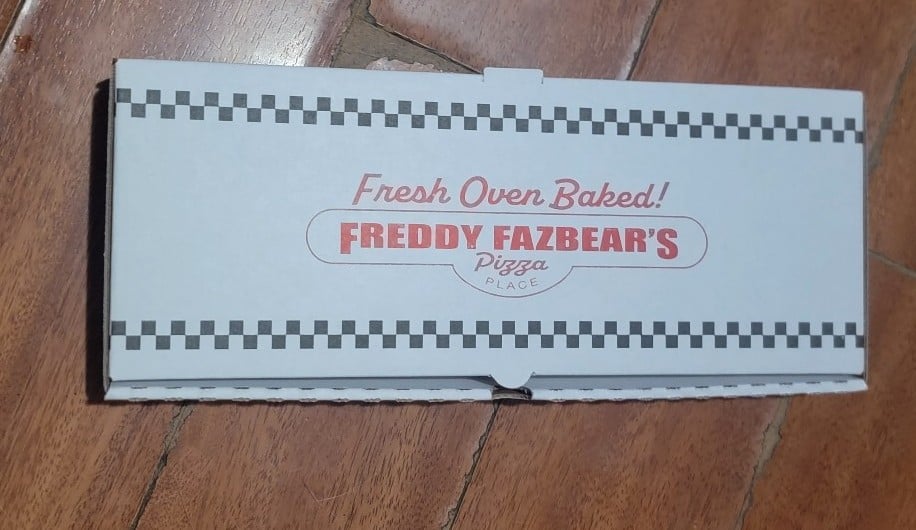 Fresh Oven Baked!
FREDDY FAZBEAR'S
Pizza
PLACE